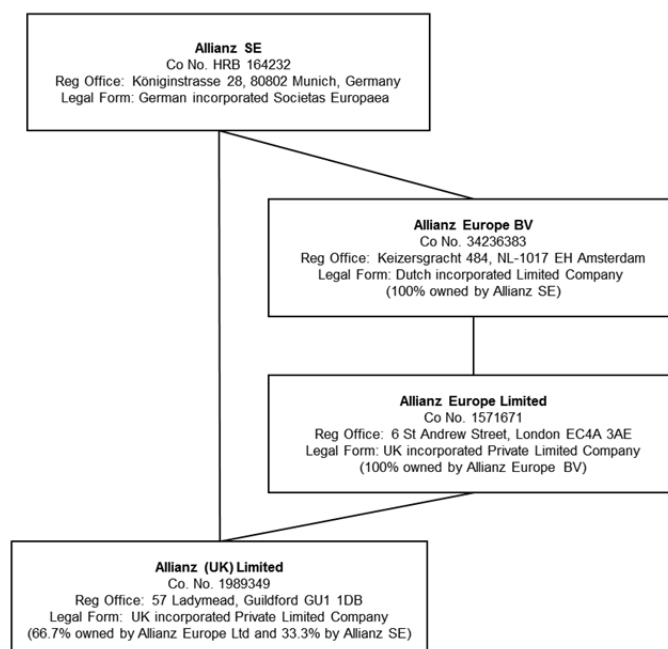 Allianz SE
Co No. HRB 164232
Reg Office: Königinstrasse 28, 80802 Munich, Germany
Legal Form: German incorporated Societas Europaea
Allianz Europe BV
Co No. 34236383
Reg Office: Keizersgracht 484, NL-1017 EH Amsterdam
Legal Form: Dutch incorporated Limited Company
(100% owned by Allianz SE)
Allianz Europe Limited
Co No. 1571671
Reg Office: 6 St Andrew Street, London EC4A 3AE
Legal Form: UK incorporated Private Limited Company
(100% owned by Allianz Europe BV)
Allianz (UK) Limited
Co. No. 1989349
Reg Office: 57 Ladymead, Guildford GU1 1DB
Legal Form: UK incorporated Private Limited Company
(66.7% owned by Allianz Europe Ltd and 33.3% by Allianz SE)